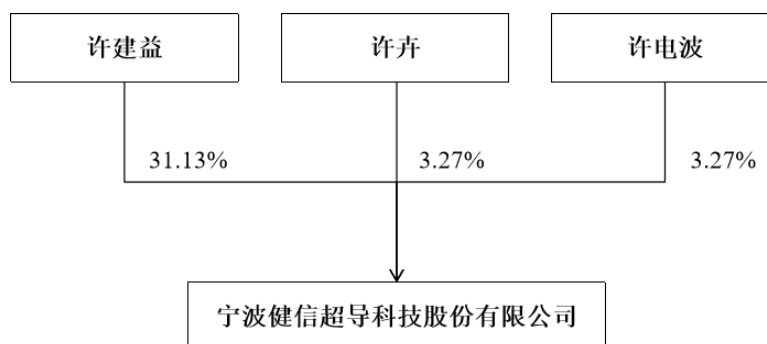 许建益
许卉
许电波
31.13%
3.27%
3.27%
宁波健信超导科技股份有限公司